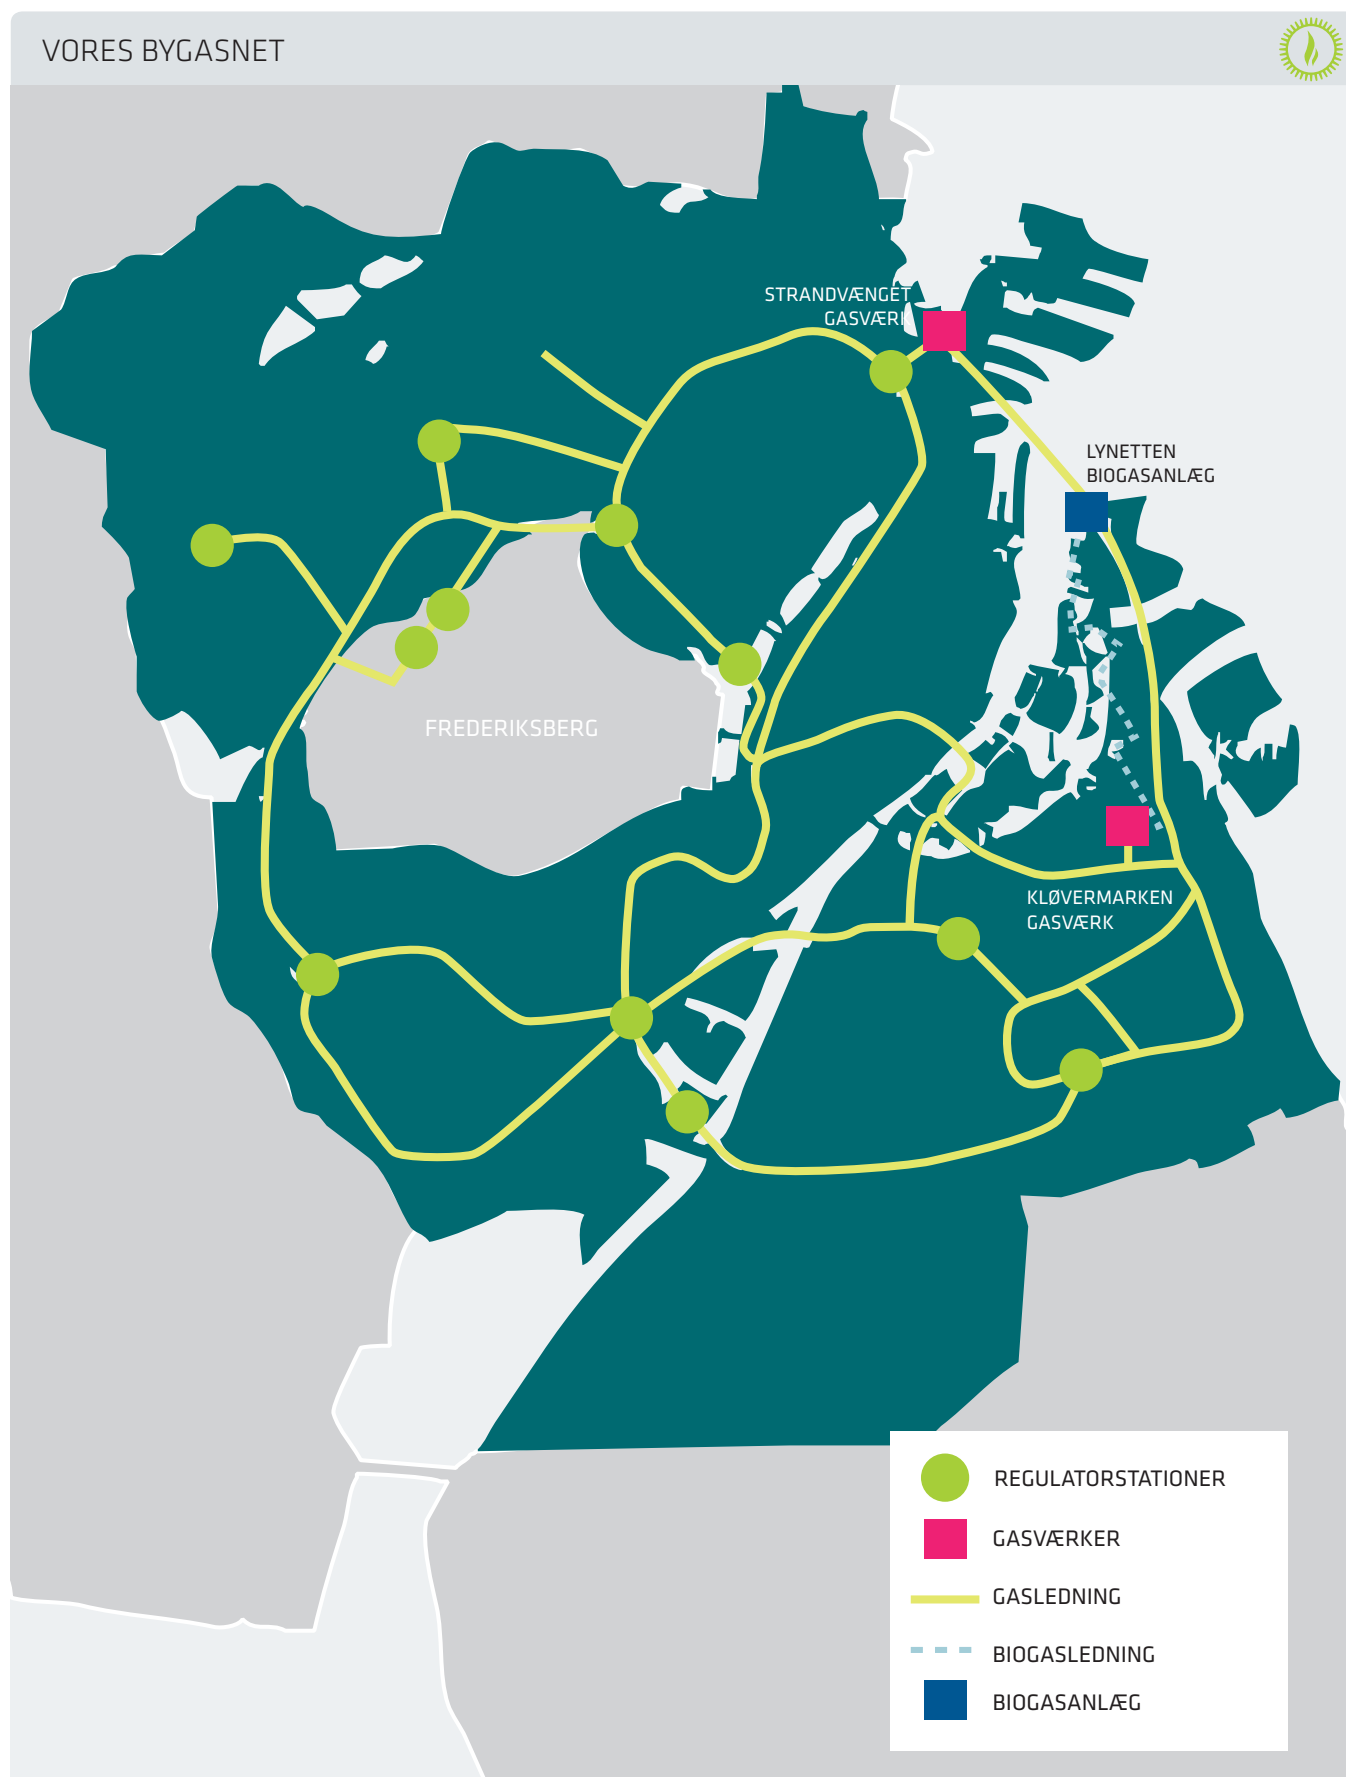 VORES BYGASNET
STRANDVÆNGET
GASVÆRK
LYNETTEN
BIOGASANLÆG
FREDERIKSBERG
KLØVERMARKEN
GASVÆRK
REGULATORSTATIONER
GASVÆRKER
GASLEDNING
BIOGASLEDNING
BIOGASANLÆG